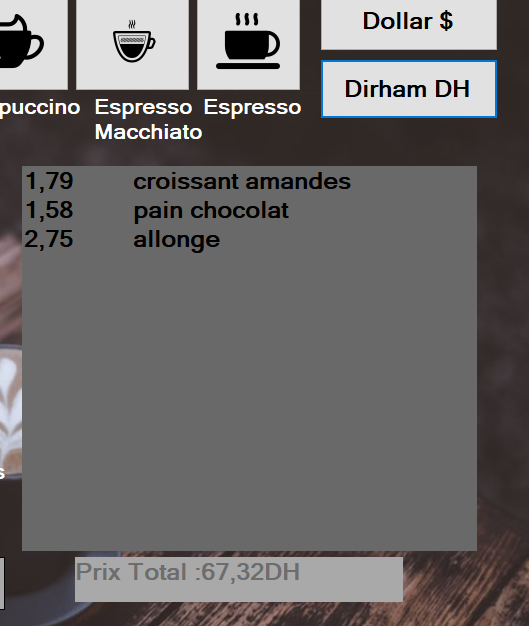 Dollar $
Dirham DH
puccino
Espresso Macchiato
Espresso
1,79 croissant amandes
1,58 pain chocolat
2,75 allonge
s
Prix Total :67,32DH